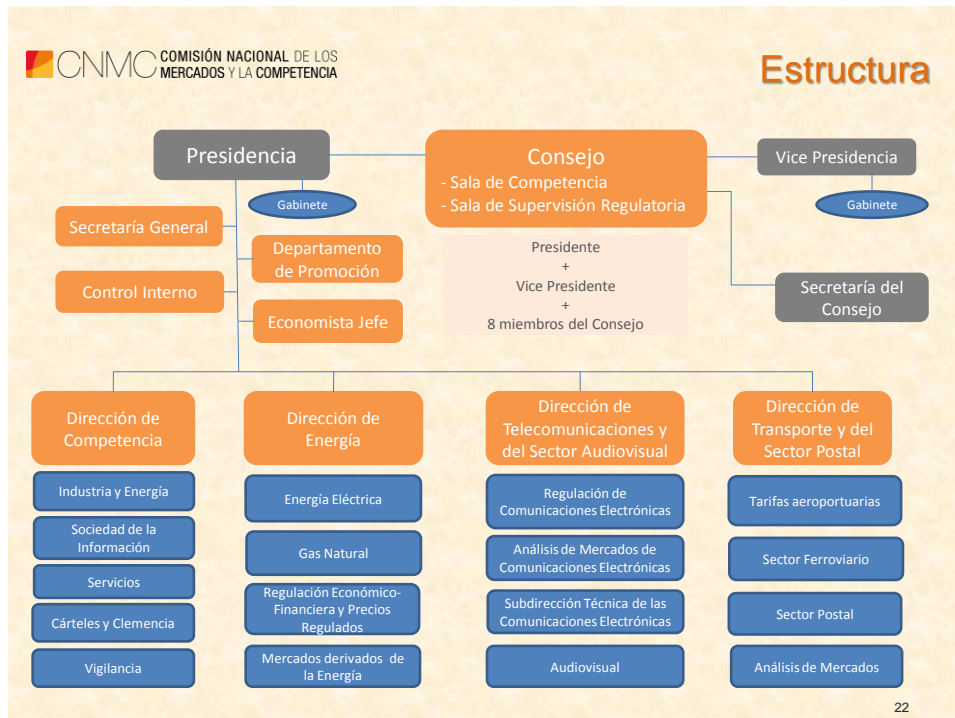 CNMC COMISIÓN NACIONAL DE LOS
MERCADOS Y LA COMPETENCIA
Estructura
Presidencia
Consejo
- Sala de Competencia
- Sala de Supervisión Regulatoria
Vice Presidencia
Gabinete
Gabinete
Secretaría General
Departamento
de Promoción
Control Interno
Economista Jefe
Presidente
+
Vice Presidente
+
8 miembros del Consejo
Secretaría del
Consejo
Dirección de
Competencia
Industria y Energía
Sociedad de la
Información
Servicios
Cárteles y Clemencia
Vigilancia
Dirección de
Energía
Energía Eléctrica
Gas Natural
Regulación Económico-
Financiera y Precios
Regulados
Mercados derivados de
la Energía
Dirección de
Telecomunicaciones y
del Sector Audiovisual
Regulación de
Comunicaciones Electrónicas
Análisis de Mercados de
Comunicaciones Electrónicas
Subdirección Técnica de las
Comunicaciones Electrónicas
Audiovisual
Dirección de
Transporte y del
Sector Postal
Tarifas aeroportuarias
Sector Ferroviario
Sector Postal
Análisis de Mercados
22